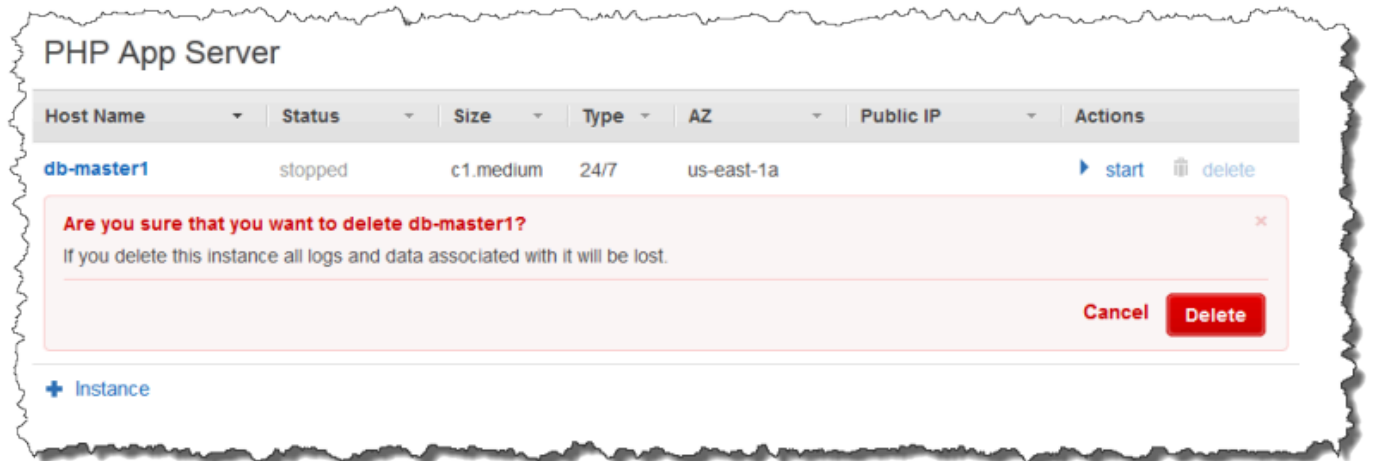 PHP App Server
Host Name Status Size Type AZ Public IP Actions
db-master1 stopped c1.medium 24/7 us-east-1a start delete
Are you sure that you want to delete db-master1? ×
If you delete this instance all logs and data associated with it will be lost.
Cancel Delete
+ Instance